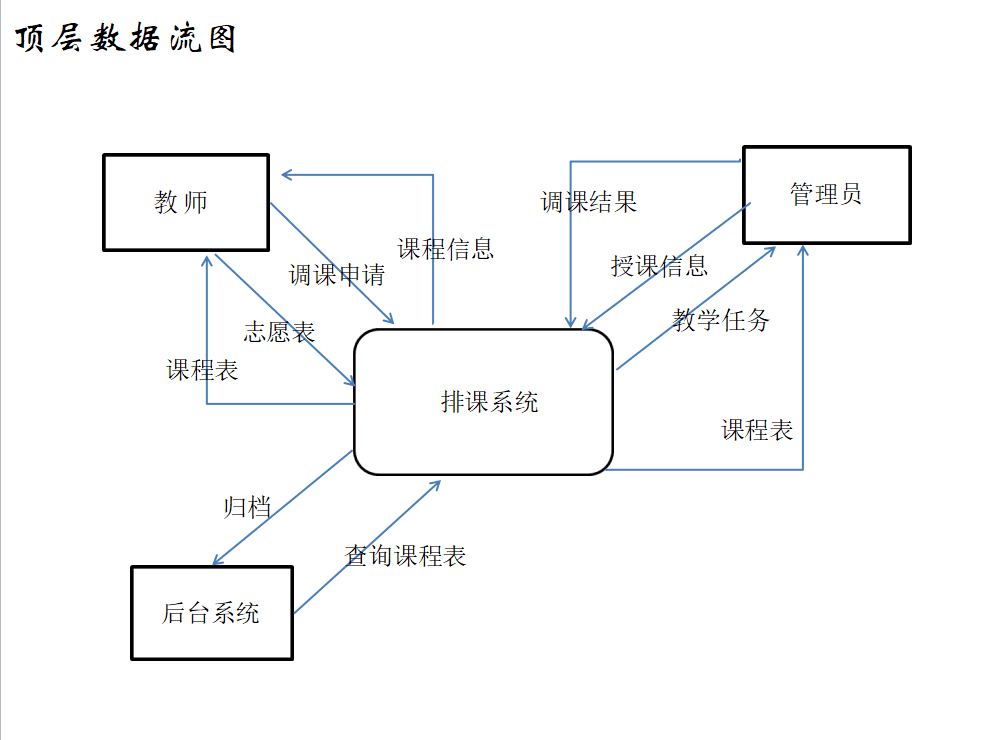 顶层数据流图
教 师
管理员
调课结果
课程信息
授课信息
调课申请
教学任务
志愿表
课程表
排课系统
课程表
归档
查询课程表
后台系统